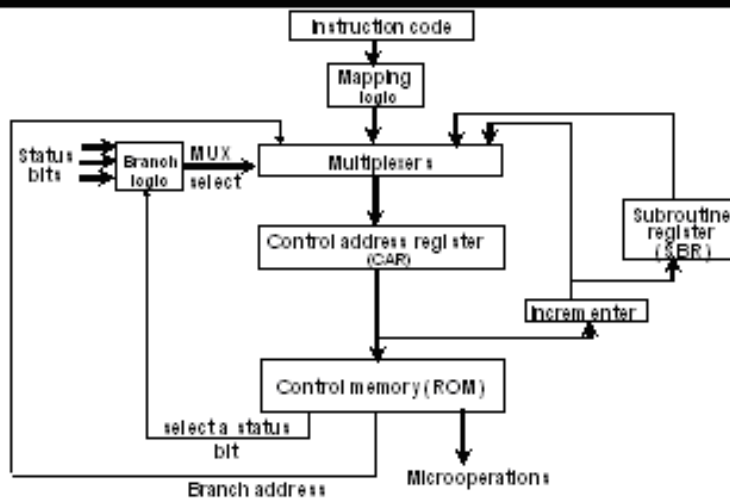 Instruction code
Mapping
logic
Status
bits
Branch
logic
MUX
select
Multiplexers
Subroutine
register
(SBR)
Control address register
(CAR)
Incrementer
Control memory (ROM)
select a status
bit
Branch address
Microoperations